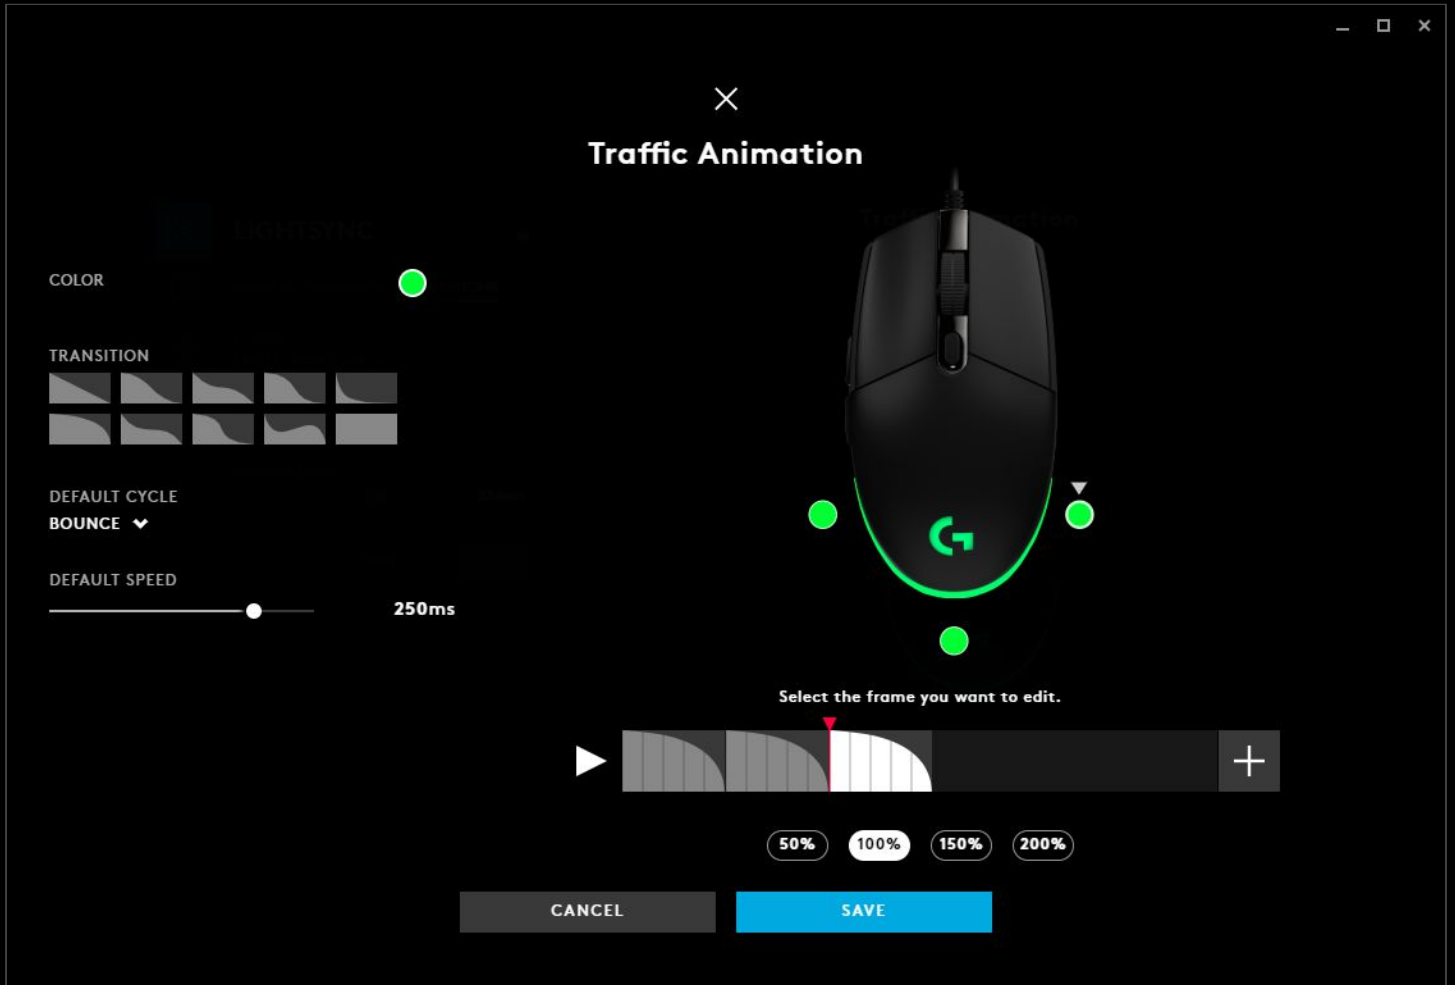 Traffic Animation
LIGHTSYNC
COLOR
TRANSITION
DEFAULT CYCLE
BOUNCE
DEFAULT SPEED
250ms
Select the frame you want to edit.
50% 100% 150% 200%
CANCEL SAVE